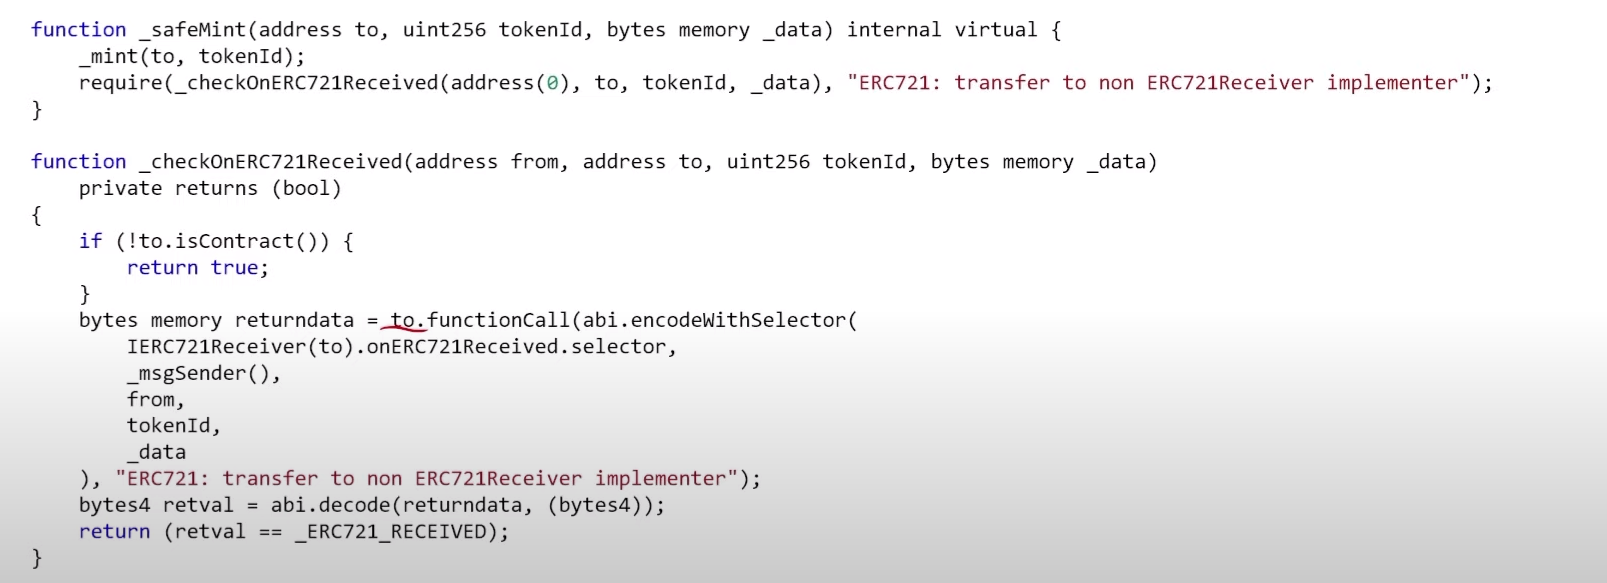 function _safeMint(address to, uint256 tokenId, bytes memory _data) internal virtual {
    _mint(to, tokenId);
    require(_checkOnERC721Received(address(0), to, tokenId, _data), "ERC721: transfer to non ERC721Receiver implementer");
}

function _checkOnERC721Received(address from, address to, uint256 tokenId, bytes memory _data)
    private returns (bool)
{
    if (!to.isContract()) {
        return true;
    }
    bytes memory returndata = to.functionCall(abi.encodeWithSelector(
        IERC721Receiver(to).onERC721Received.selector,
        _msgSender(),
        from,
        tokenId,
        _data
    ), "ERC721: transfer to non ERC721Receiver implementer");
    bytes4 retval = abi.decode(returndata, (bytes4));
    return (retval == _ERC721_RECEIVED);
}